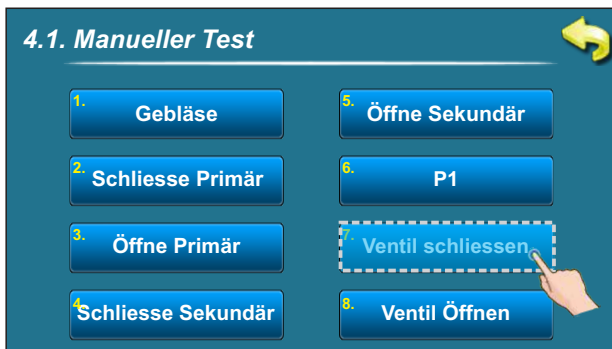 4.1. Manueller Test
1. Gebläse
2. Schliesse Primär
3. Öffne Primär
4. Schliesse Sekundär
5. Öffne Sekundär
6. P1
7. Ventil schliessen
8. Ventil Öffnen